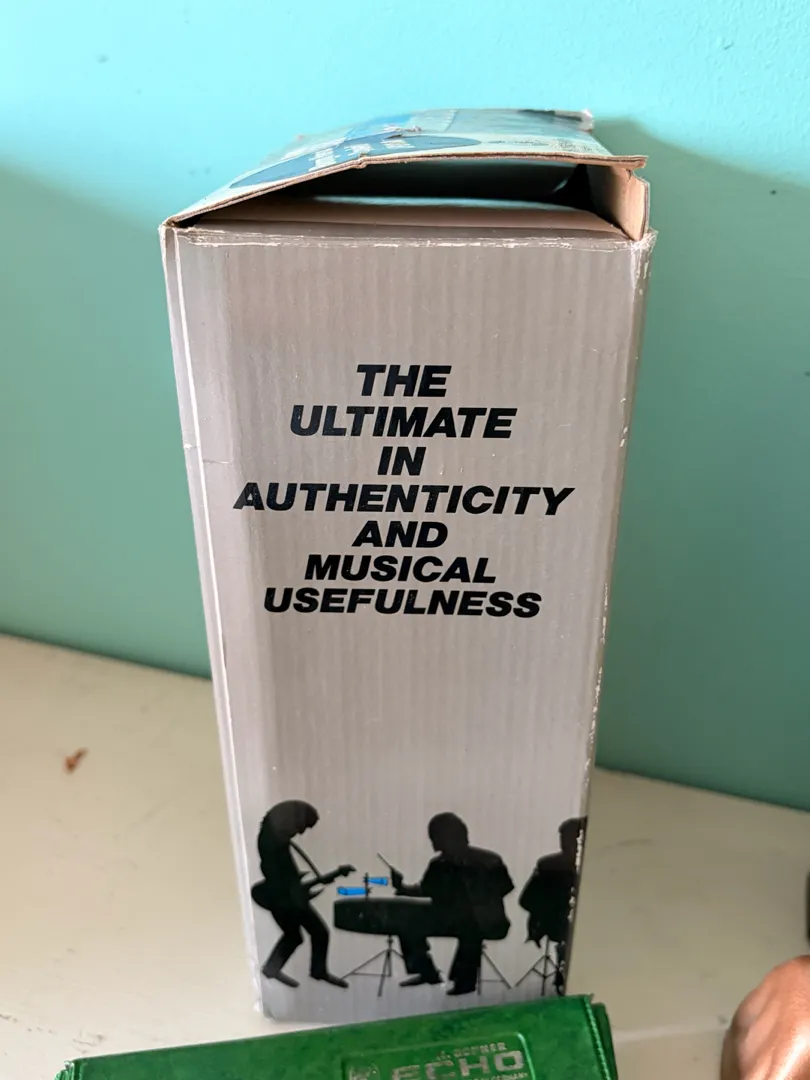 THE
ULTIMATE
IN
AUTHENTICITY
AND
MUSICAL
USEFULNESS
ECHO